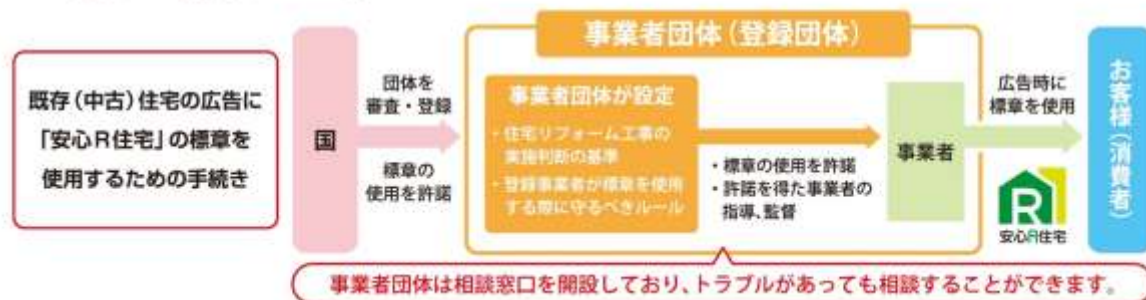 既存(中古)住宅の広告に
「安心R住宅」の標章を
使用するための手続き
国
団体を
審査・登録
標章の
使用を許諾
事業者団体(登録団体)
事業者団体が設定
・住宅リフォーム工事の
実施判断の基準
・登録事業者が標章を使用
する際に守るべきルール
・標章の使用を許諾
・許諾を得た事業者の
指導、監督
事業者
広告時に
標章を使用
R
安心R住宅
お客様(消費者)
事業者団体は相談窓口を開設しており、トラブルがあっても相談することができます。